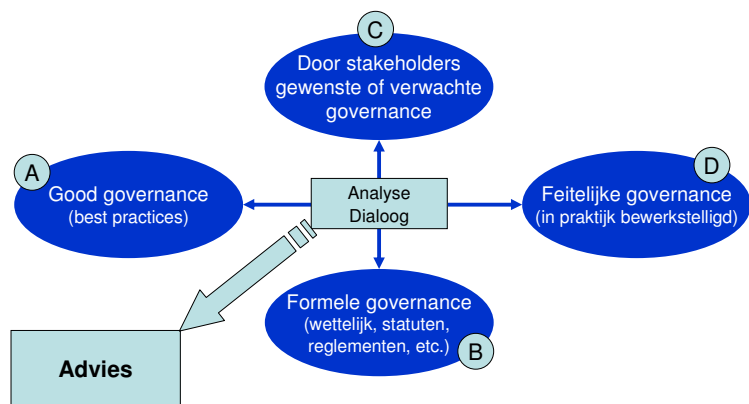 C
Door stakeholders
gewenste of verwachte
governance
A
Good governance
(best practices)
Analyse
Dialoog
D
Feitelijke governance
(in praktijk bewerkstelligd)
Formele governance
(wettelijk, statuten,
reglementen, etc.)
B
Advies